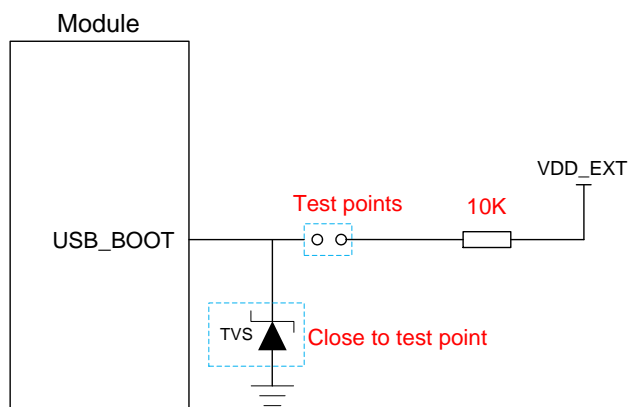 Module
VDD_EXT
Test points
10K
USB_BOOT
TVS
Close to test point